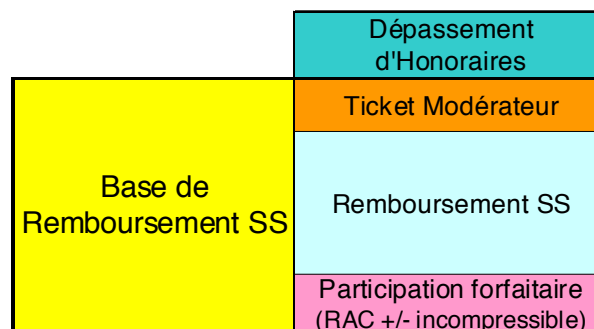 Dépassement
d'Honoraires
Ticket Modérateur
Base de
Remboursement SS
Remboursement SS
Participation forfaitaire
(RAC +/- incompressible)